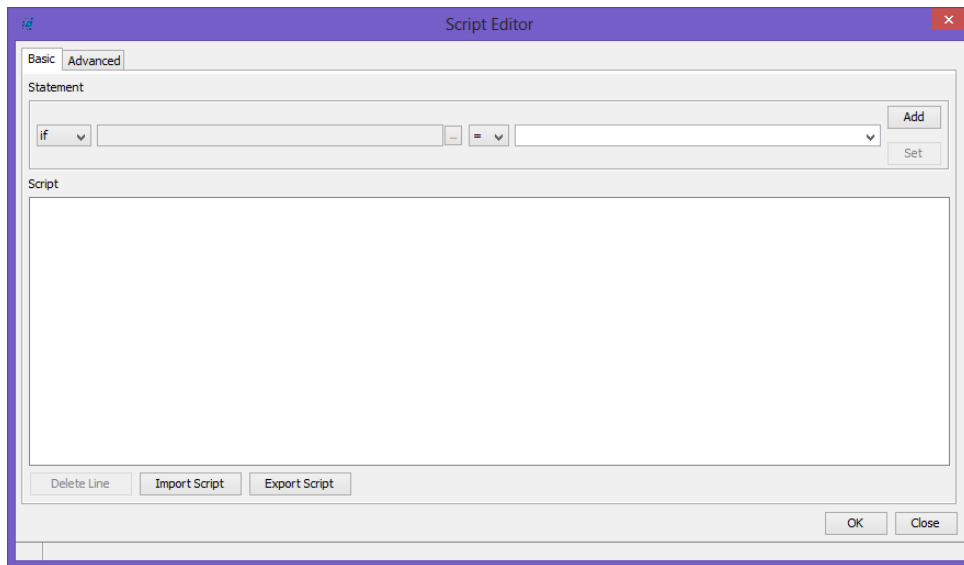 Script Editor
Basic Advanced
Statement
Add
if ... =
Set
Script
Delete Line Import Script Export Script
OK Close